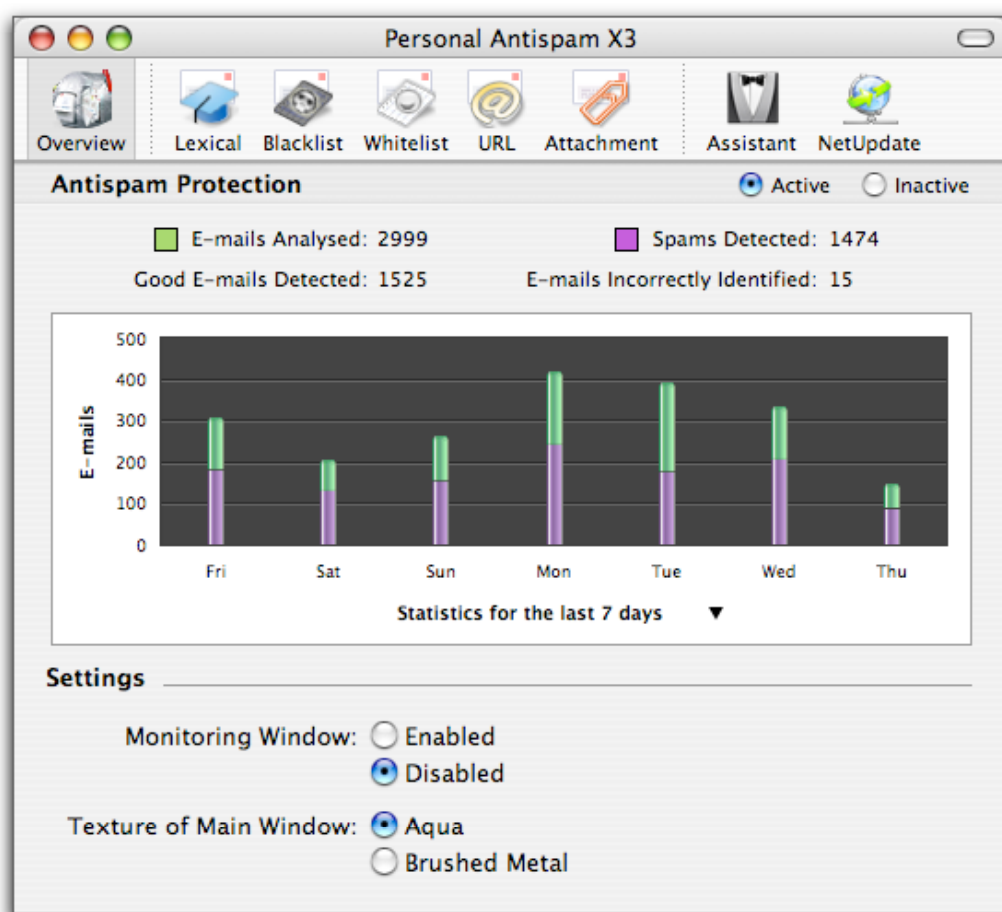 Personal Antispam X3
Overview Lexical Blacklist Whitelist URL Attachment Assistant NetUpdate
Antispam Protection Active Inactive
E-mails Analysed: 2999 Spams Detected: 1474
Good E-mails Detected: 1525 E-mails Incorrectly Identified: 15
500
400
300
200
100
0
E-mails
Fri Sat Sun Mon Tue Wed Thu
Statistics for the last 7 days ▼
Settings
Monitoring Window: Enabled
Disabled
Texture of Main Window: Aqua
Brushed Metal